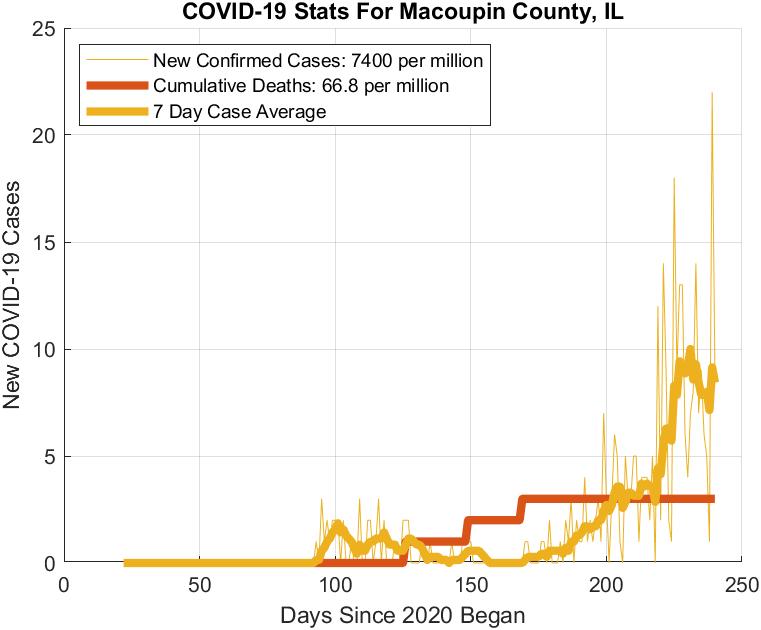 COVID-19 Stats For Macoupin County, IL
25
New Confirmed Cases: 7400 per million
Cumulative Deaths: 66.8 per million
7 Day Case Average
20
15
10
5
0
New COVID-19 Cases
0 50 100 150 200 250
Days Since 2020 Began